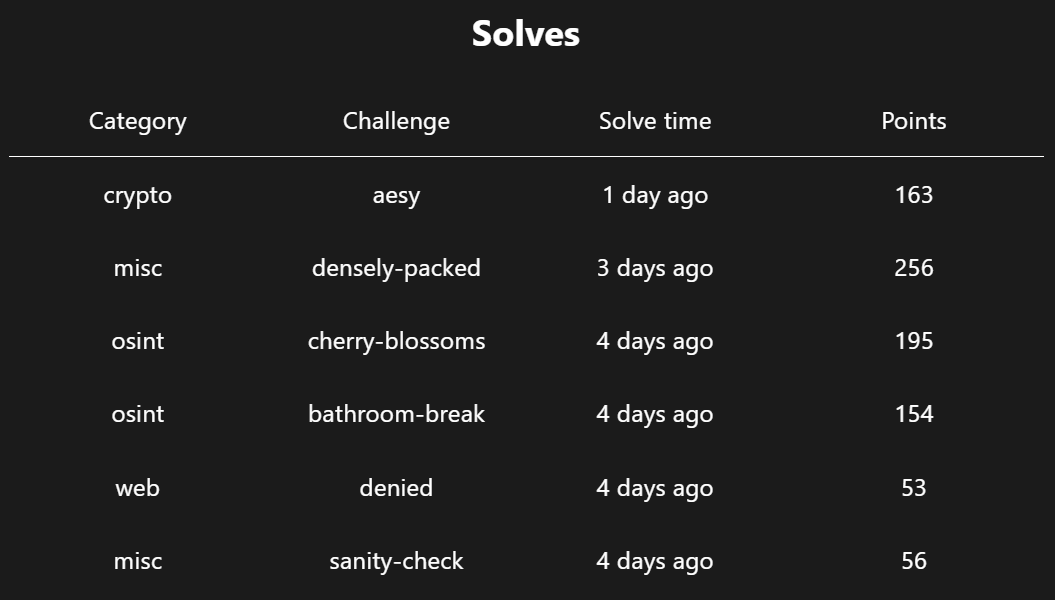 Solves
Category Challenge Solve time Points
crypto aesy 1 day ago 163
misc densely-packed 3 days ago 256
osint cherry-blossoms 4 days ago 195
osint bathroom-break 4 days ago 154
web denied 4 days ago 53
misc sanity-check 4 days ago 56